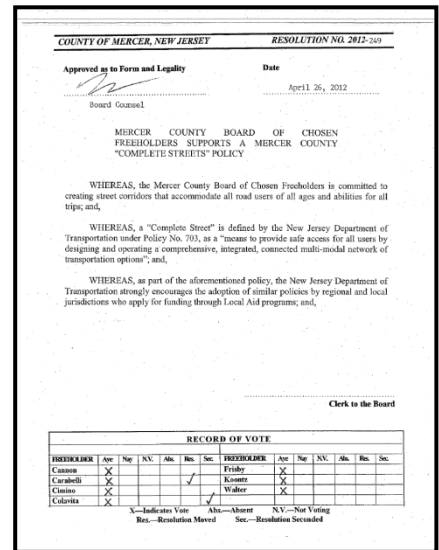 COUNTY OF MERCER, NEW JERSEY RESOLUTION NO. 2012-249
Approved as to Form and Legality Date
April 26, 2012
Board Counsel
MERCER COUNTY BOARD OF CHOSEN
FREEHOLDERS SUPPORTS A MERCER COUNTY
"COMPLETE STREETS" POLICY
WHEREAS, the Mercer County Board of Chosen Freeholders is committed to
creating street corridors that accommodate all road users of all ages and abilities for all
trips; and,
WHEREAS, a "Complete Street" is defined by the New Jersey Department of
Transportation under Policy No. 703, as a "means to provide safe access for all users by
designing and operating a comprehensive, integrated, connected multi-modal network of
transportation options"; and,
WHEREAS, as part of the aforementioned policy, the New Jersey Department of
Transportation strongly encourages the adoption of similar policies by regional and local
jurisdictions who apply for funding through Local Aid programs; and,
Clerk to the Board
RECORD OF VOTE
FREEHOLDER Aye Nay N.V. Abs. Res. Sec. FREEHOLDER Aye Nay N.V. Abs. Res. Sec.
Cannon X Frisby X
Carabelli X ✓ Koontz X
Cimino X Walter X
Colavita X ✓
X—Indicates Vote Abs.—Absent N.V.—Not Voting
Res.—Resolution Moved Sec.—Resolution Seconded